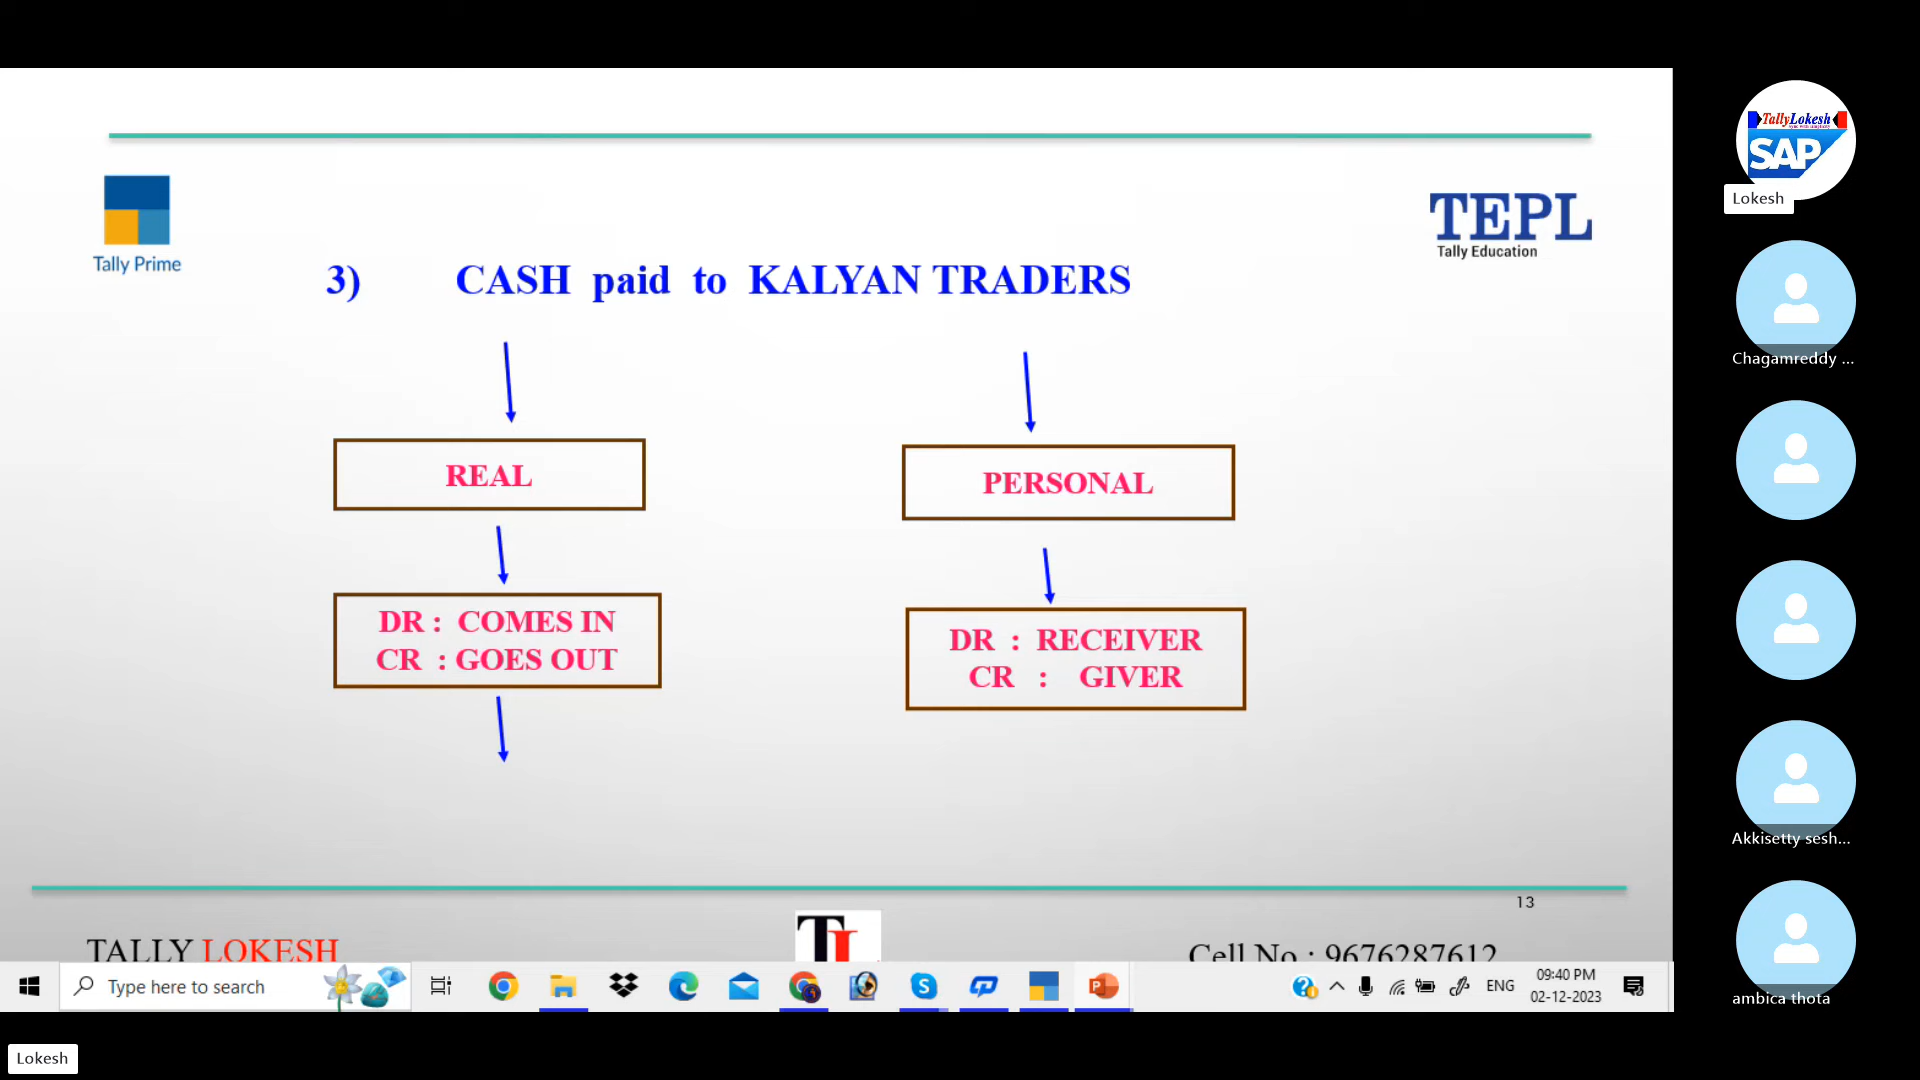 TallyLokesh
SAP
Lokesh
Tally Prime
TEPL
Tally Education
3) CASH paid to KALYAN TRADERS
REAL
PERSONAL
DR : COMES IN
CR : GOES OUT
DR : RECEIVER
CR : GIVER
Chagamreddy ...
Akkisetty sesh...
ambica thota
13
TALLY LOKESH
Cell No : 9676287612
Type here to search
ENG
09:40 PM
02-12-2023
Lokesh